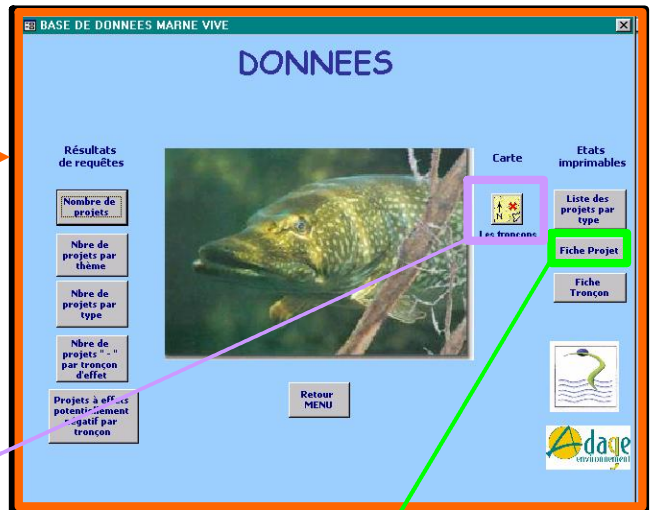 BASE DE DONNEES MARNE VIVE
DONNEES
Résultats
de requêtes
Nombre de
projets
Nbre de
projets par
thème
Nbre de
projets par
type
Nbre de
projets " - "
par tronçon
d'effet
Projets à effets
potentiellement
négatif par
tronçon
Retour
MENU
Carte
N
Les tronçons
Etats
imprimables
Liste des
projets par
type
Fiche Projet
Fiche
Tronçon
Adage
environnement